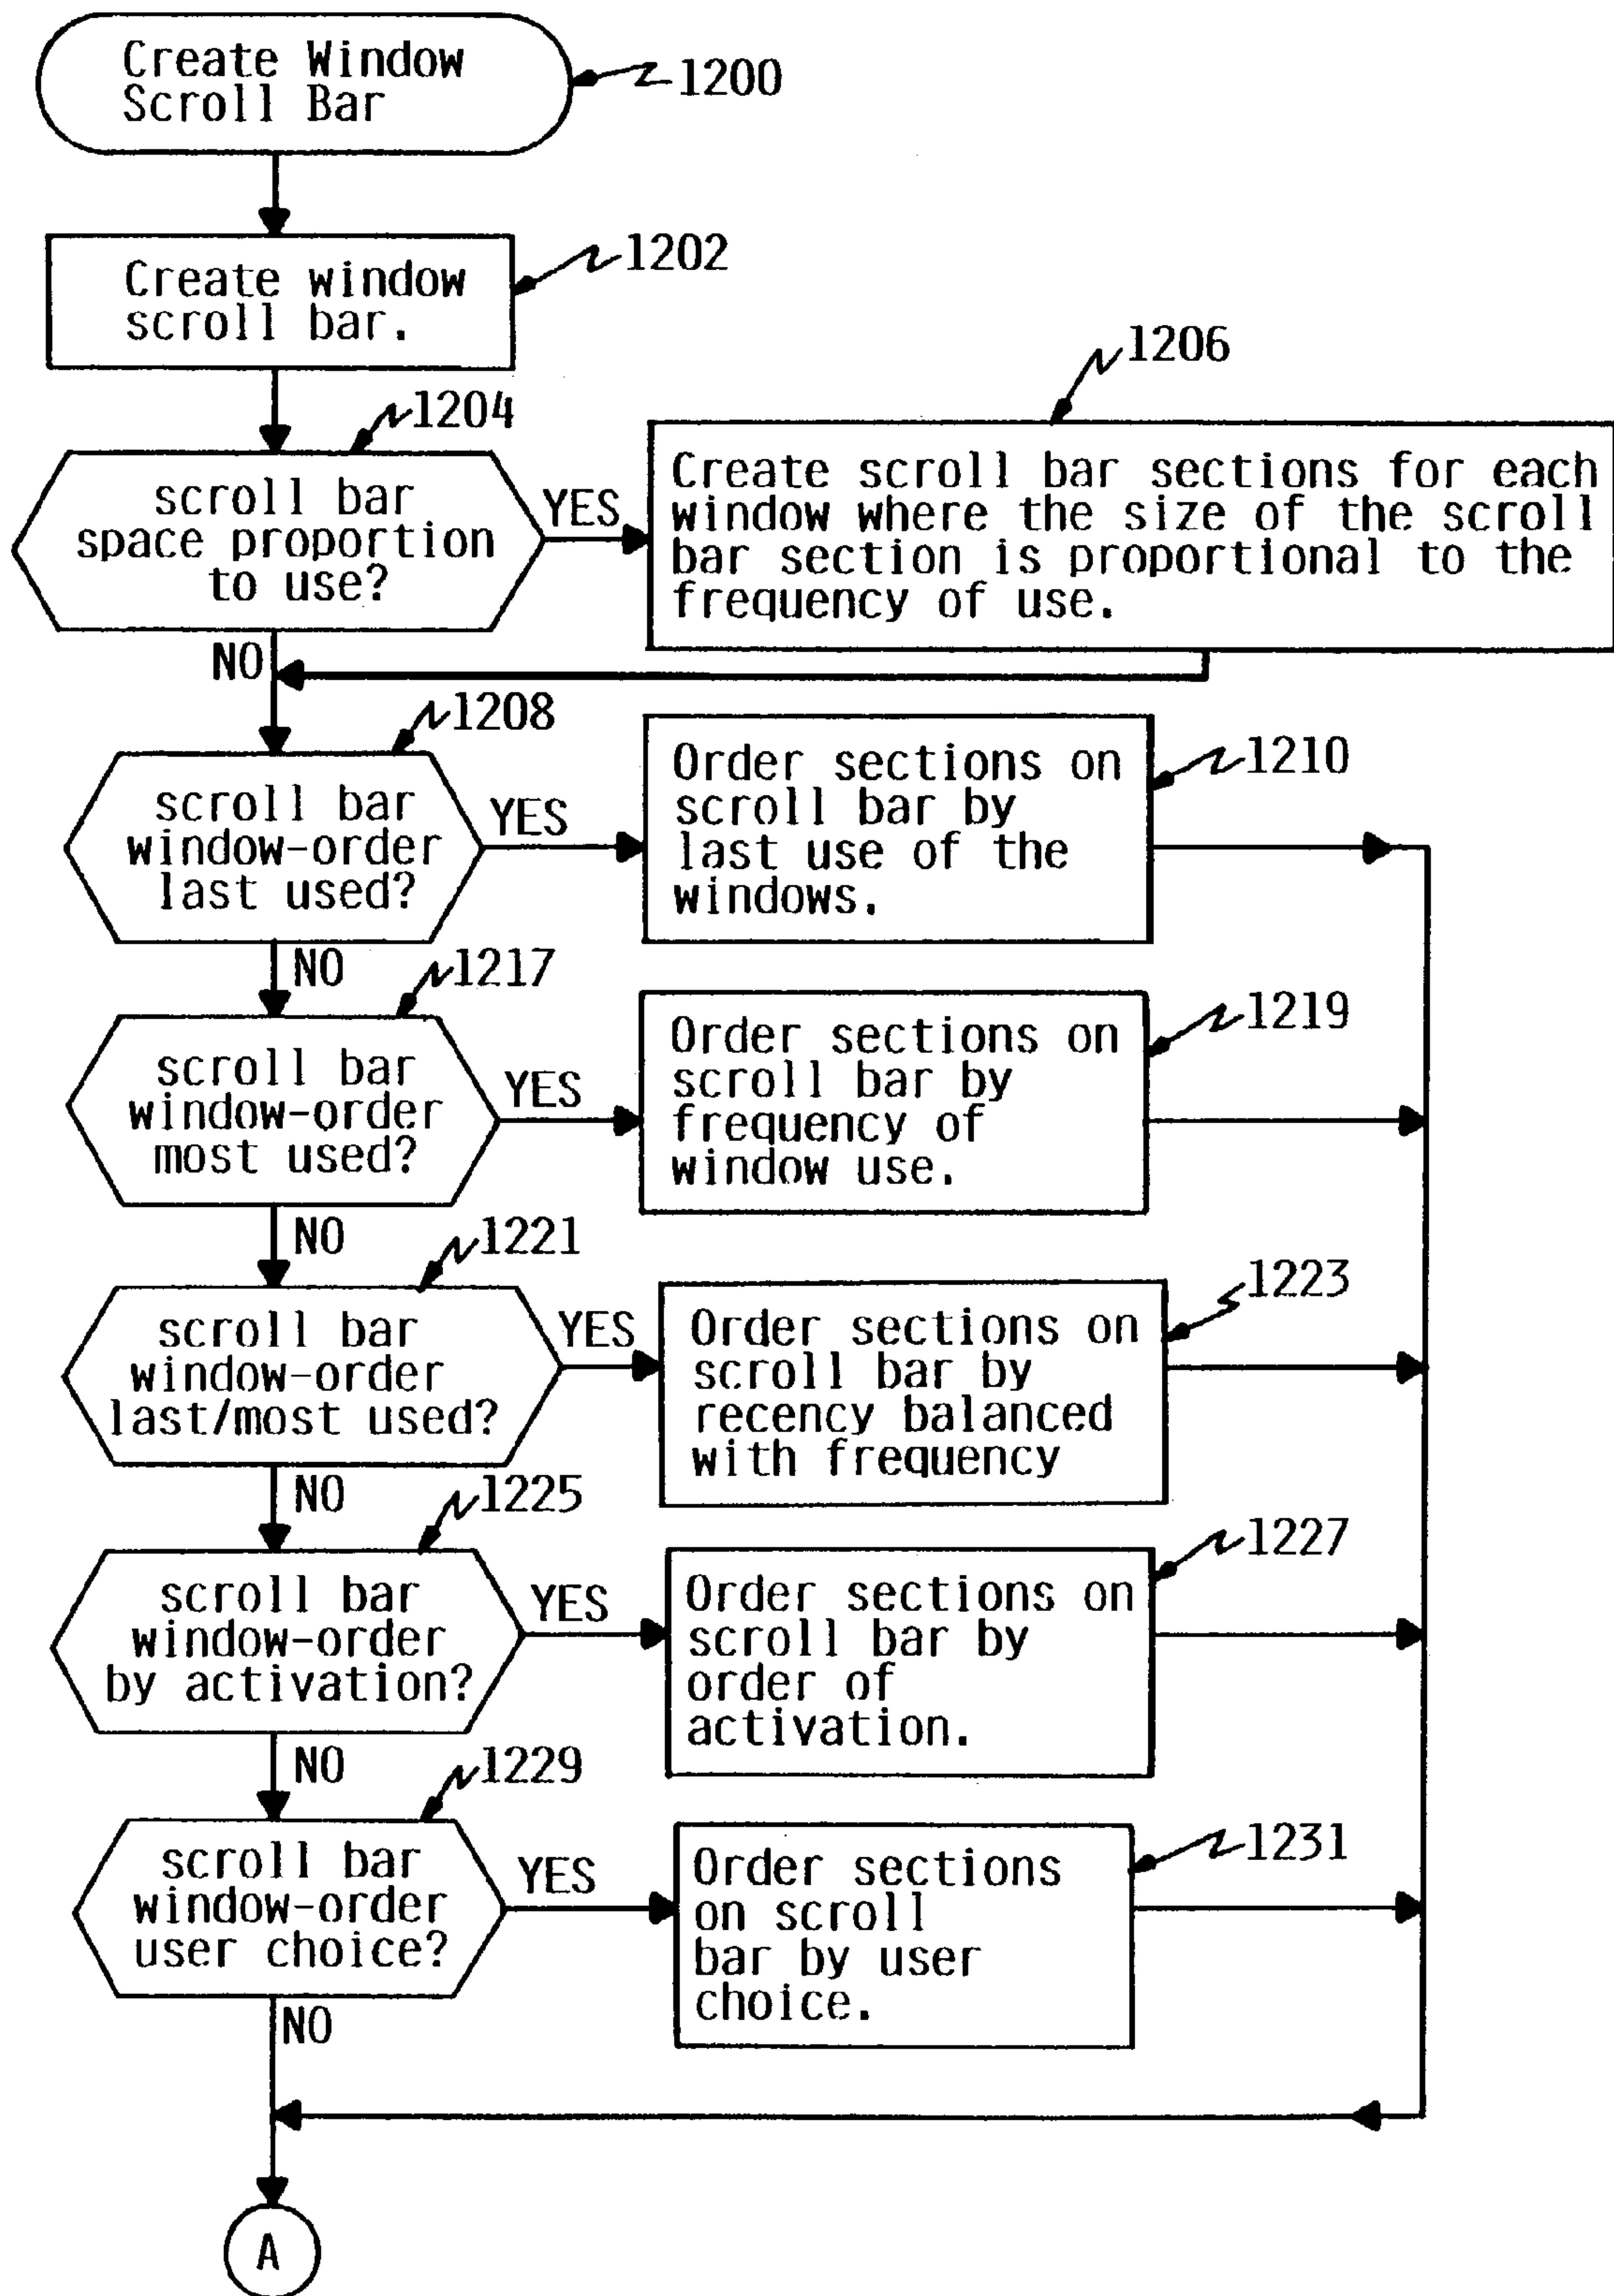 Create Window
Scroll Bar
1200
Create window
scroll bar.
1202
1204
scroll bar
space proportion
to use?
YES
NO
1206
Create scroll bar sections for each
window where the size of the scroll
bar section is proportional to the
frequency of use.
1208
scroll bar
window-order
last used?
YES
NO
Order sections on
scroll bar by
last use of the
windows.
1210
1217
scroll bar
window-order
most used?
YES
NO
Order sections on
scroll bar by
frequency of
window use.
1219
1221
scroll bar
window-order
last/most used?
YES
NO
Order sections on
scroll bar by
recency balanced
with frequency
1223
1225
scroll bar
window-order
by activation?
YES
NO
Order sections on
scroll bar by
order of
activation.
1227
1229
scroll bar
window-order
user choice?
YES
NO
Order sections
on scroll
bar by user
choice.
1231
A